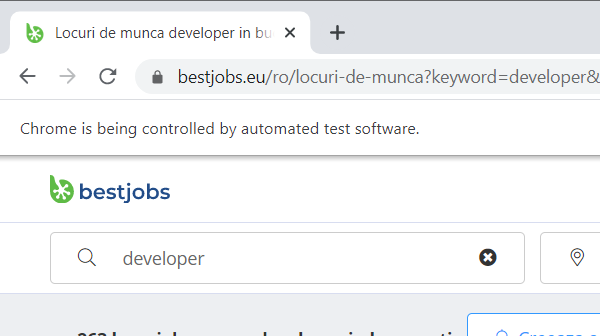 Locuri de munca developer in bu
bestjobs.eu/ro/locuri-de-munca?keyword=developer&
Chrome is being controlled by automated test software.
bestjobs
developer